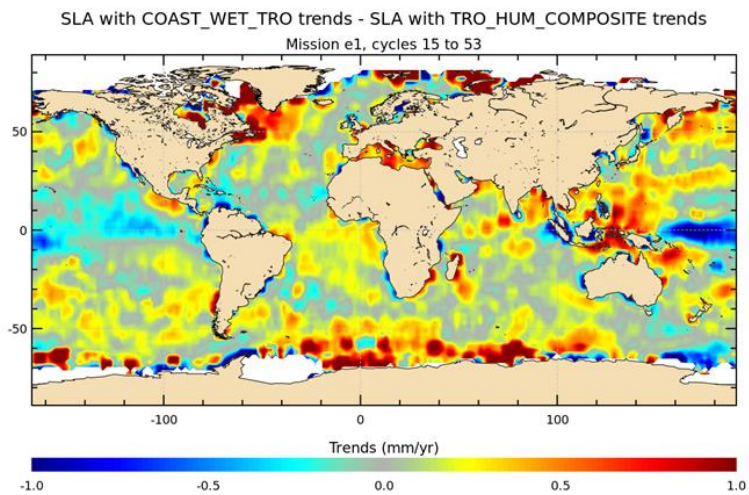 SLA with COAST_WET_TRO trends - SLA with TRO_HUM_COMPOSITE trends
Mission e1, cycles 15 to 53
50
0
-50
-100 0 100
Trends (mm/yr)
-1.0 -0.5 0.0 0.5 1.0